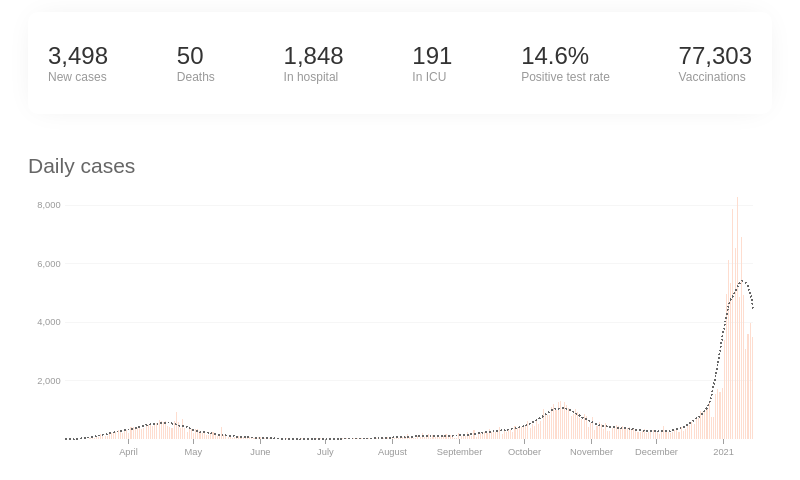 3,498 50 1,848 191 14.6% 77,303
New cases Deaths In hospital In ICU Positive test rate Vaccinations
Daily cases
8,000
6,000
4,000
2,000
April May June July August September October November December 2021